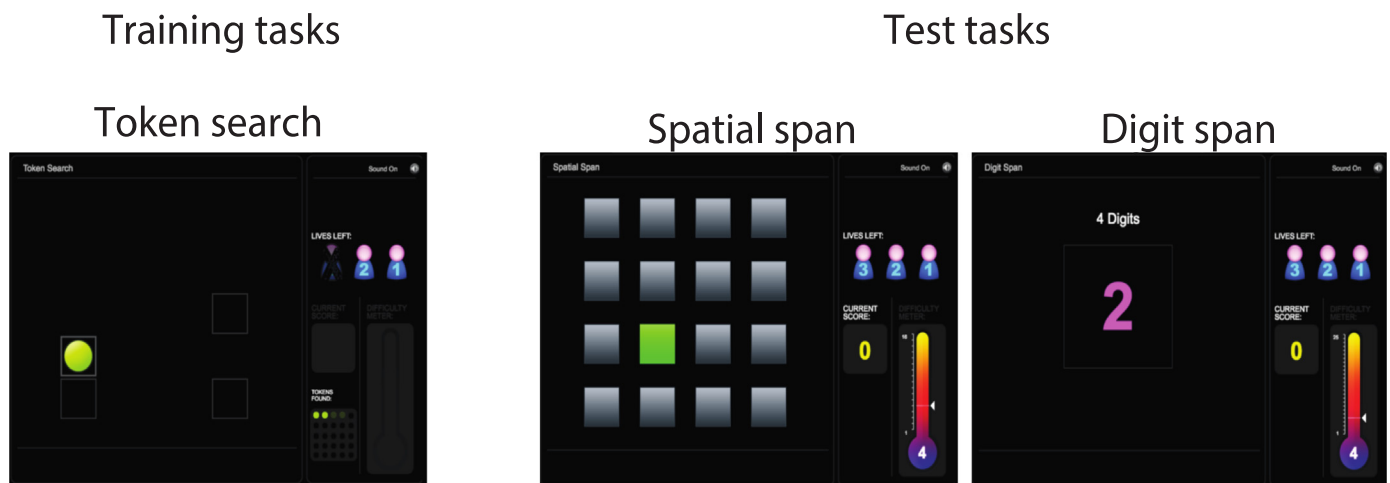 Training tasks
Test tasks
Token search
Spatial span
Digit span
Token Search
Sound On
LIVES LEFT:
2 1
CURRENT SCORE:
DIFFICULTY METER:
TOKENS FOUND:
Spatial Span
Sound On
LIVES LEFT:
3 2 1
CURRENT SCORE:
DIFFICULTY METER:
0
1
4
Digit Span
Sound On
4 Digits
2
LIVES LEFT:
3 2 1
CURRENT SCORE:
DIFFICULTY METER:
0
1
4